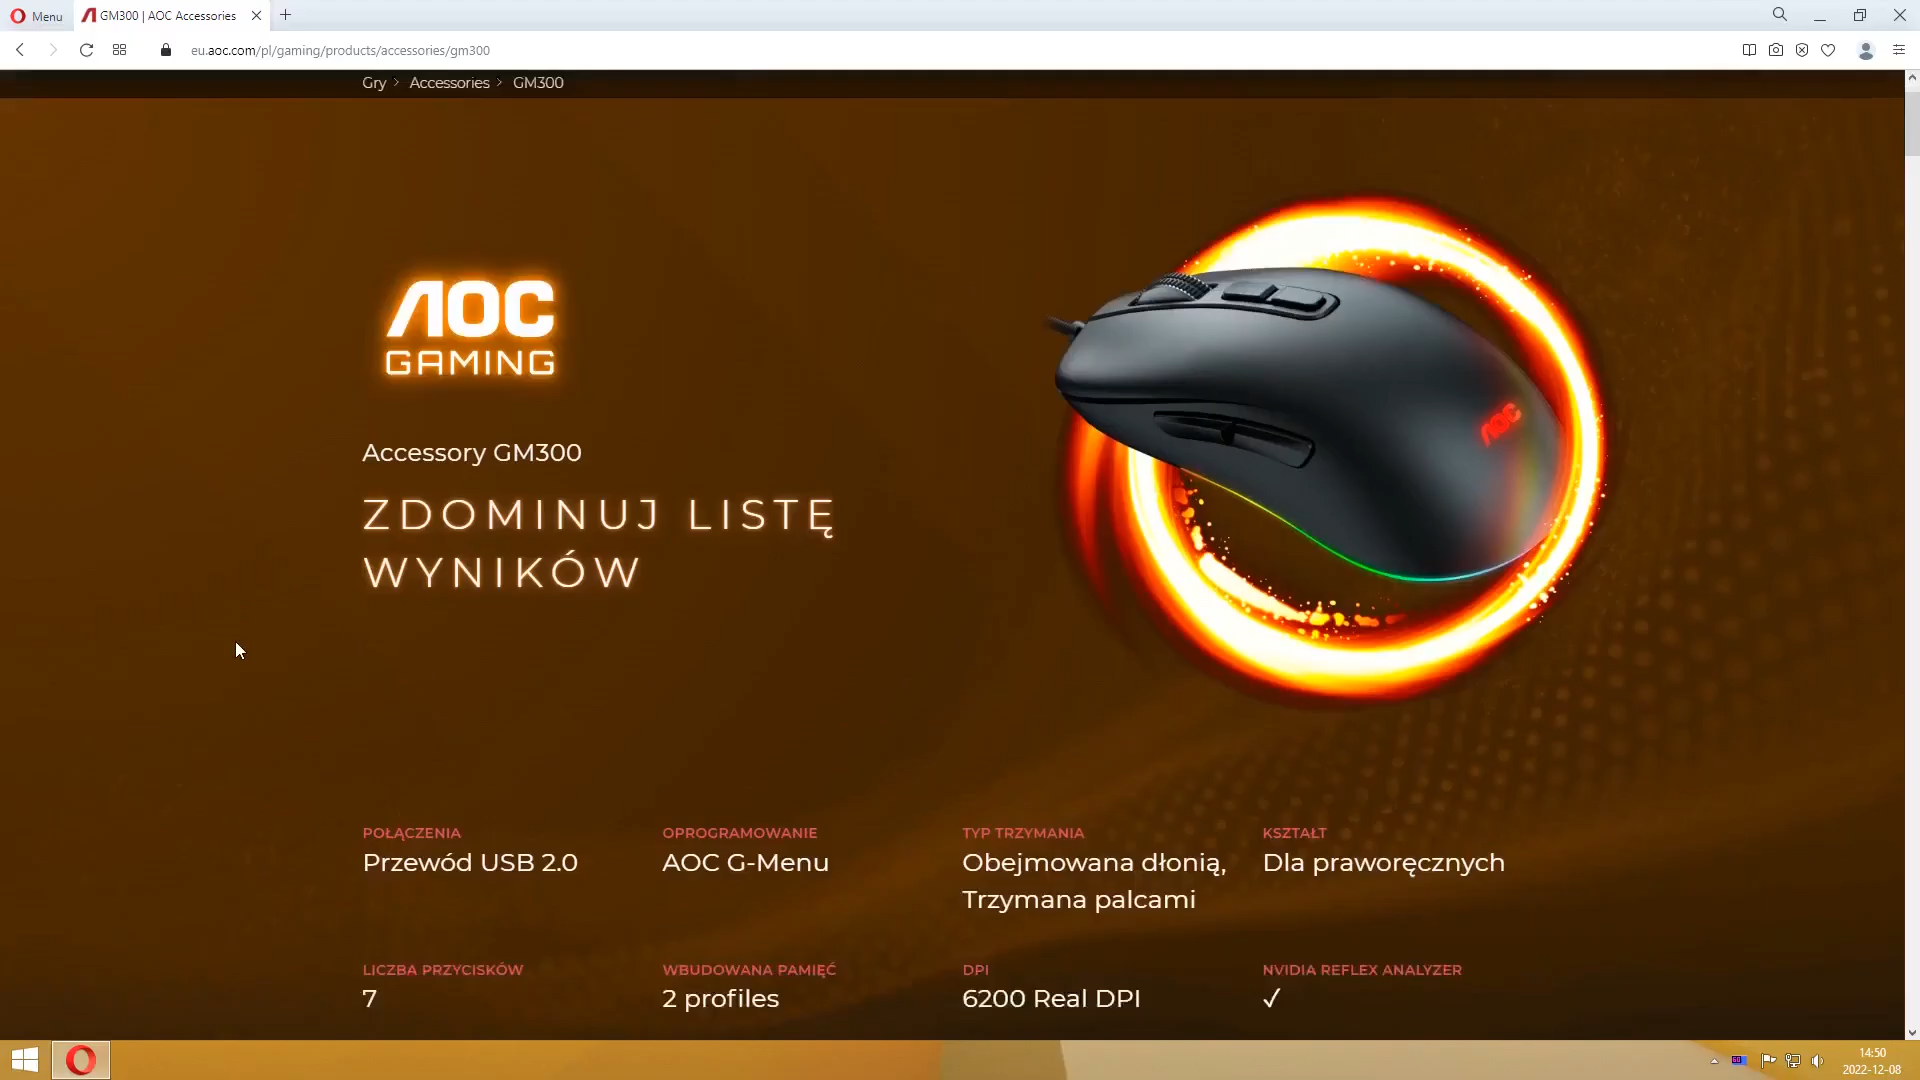 Menu
GM300 | AOC Accessories
eu.aoc.com/pl/gaming/products/accessories/gm300
Gry > Accessories > GM300
AOC
GAMING
Accessory GM300
ZDOMINUJ LISTĘ
WYNIKÓW
AOC
POŁĄCZENIA
Przewód USB 2.0
OPROGRAMOWANIE
AOC G-Menu
TYP TRZYMANIA
Obejmowana dłonią,
Trzymana palcami
KSZTAŁT
Dla praworęcznych
LICZBA PRZYCISKÓW
7
WBUDOWANA PAMIĘĆ
2 profiles
DPI
6200 Real DPI
NVIDIA REFLEX ANALYZER
✓
14:50
2022-12-08